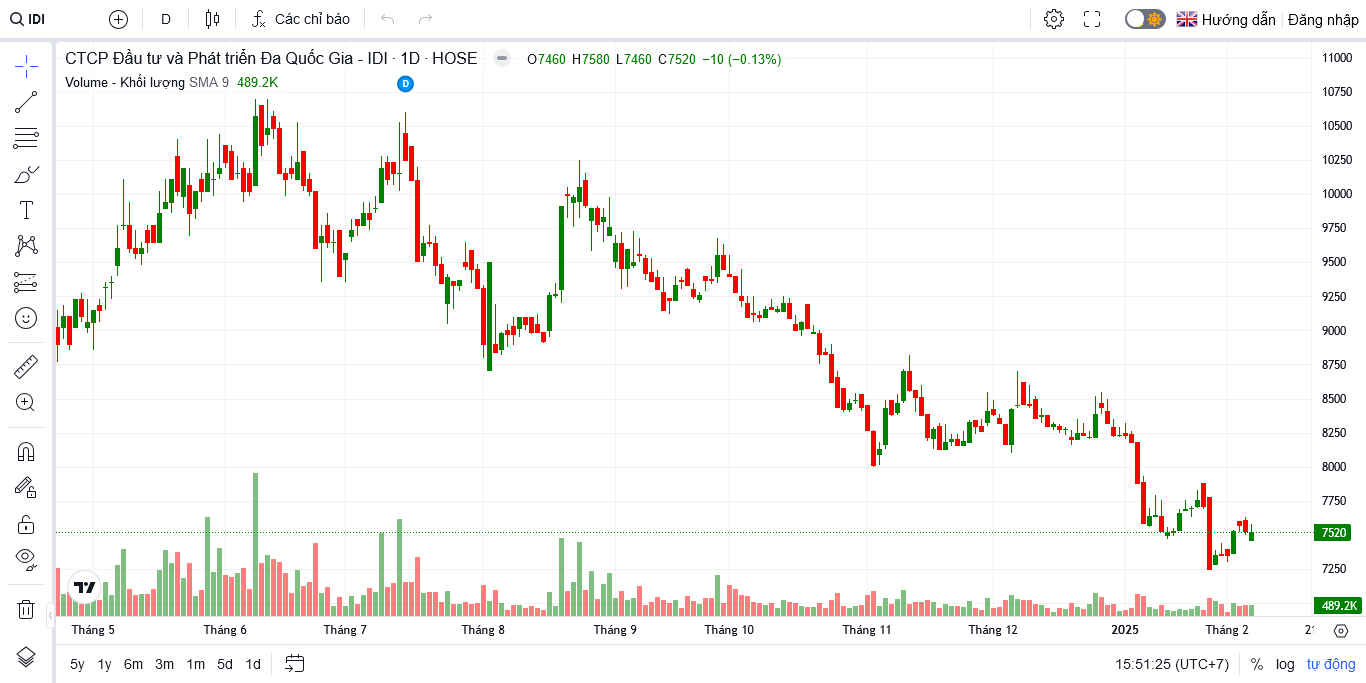 IDI D Các chỉ báo Hướng dẫn Đăng nhập
CTCP Đầu tư và Phát triển Đa Quốc Gia - IDI · 1D · HOSE O7460 H7580 L7460 C7520 −10 (−0.13%)
Volume - Khối lượng SMA 9 489.2K
D
11000
10750
10500
10250
10000
9750
9500
9250
9000
8750
8500
8250
8000
7750
7520
7250
489.2K
Tháng 5 Tháng 6 Tháng 7 Tháng 8 Tháng 9 Tháng 10 Tháng 11 Tháng 12 2025 Tháng 2
5y 1y 6m 3m 1m 5d 1d 15:51:25 (UTC+7) % log tự động